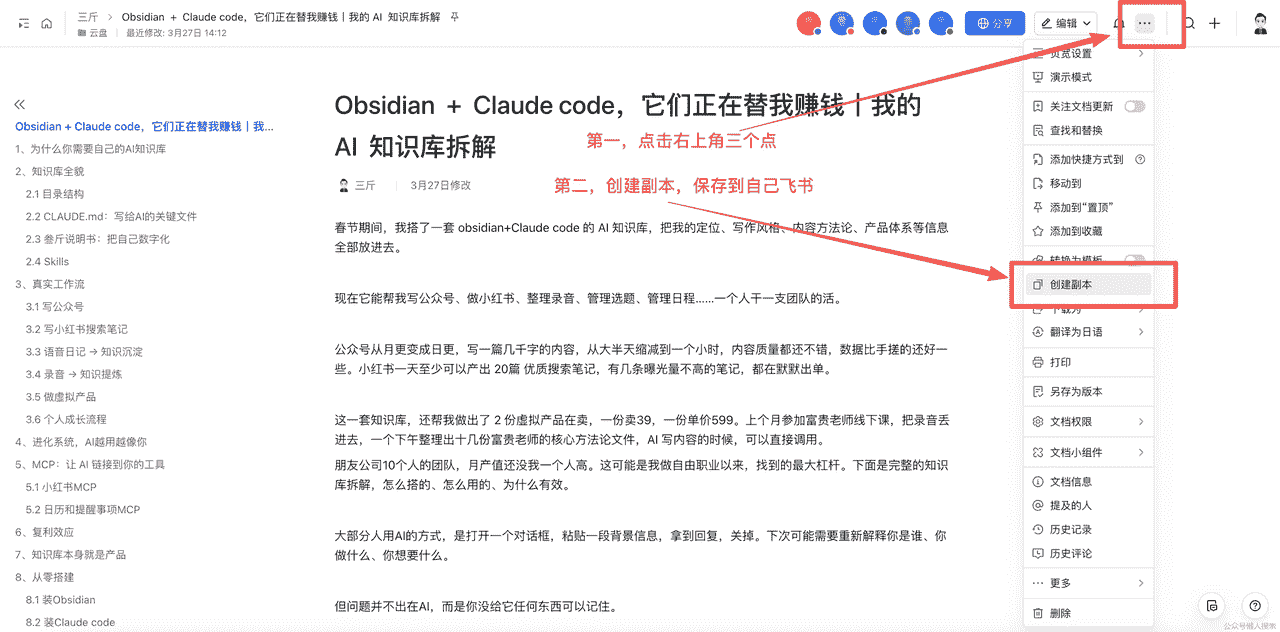 三斤 > Obsidian + Claude code，它们正在替我赚钱丨我的 AI 知识库拆解
云盘 | 最近修改: 3月27日 14:12
分享
编辑
Obsidian + Claude code，它们正在替我赚钱丨我...
1、为什么你需要自己的AI知识库
2、知识库全貌
2.1 目录结构
2.2 CLAUDE.md：写给AI的关键文件
2.3 叁斤说明书：把自己数字化
2.4 Skills
3、真实工作流
3.1 写公众号
3.2 写小红书搜索笔记
3.3 语音日记 → 知识沉淀
3.4 录音 → 知识提炼
3.5 做虚拟产品
3.6 个人成长流程
4、进化系统，AI越用越像你
5、MCP：让 AI 链接到你的工具
5.1 小红书MCP
5.2 日历和提醒事项MCP
6、复利效应
7、知识库本身就是产品
8、从零搭建
8.1 装Obsidian
8.2 装Claude code
Obsidian + Claude code，它们正在替我赚钱丨我的
AI 知识库拆解
第一，点击右上角三个点
三斤 | 3月27日修改
第二，创建副本，保存到自己飞书
春节期间，我搭了一套 obsidian+Claude code 的 AI 知识库，把我的定位、写作风格、内容方法论、产品体系等信息
全部放进去。
现在它能帮我写公众号、做小红书、整理录音、管理选题、管理日程......一个人干一支团队的活。
公众号从月更变成日更，写一篇几千字的内容，从大半天缩减到一个小时，内容质量都还不错，数据比手搓的还好一
些。小红书一天至少可以产出 20篇 优质搜索笔记，有几条曝光量不高的笔记，都在默默出单。
这一套知识库，还帮我做出了 2 份虚拟产品在卖，一份卖39，一份单价599。上个月参加富贵老师线下课，把录音丢
进去，一个下午整理出十几份富贵老师的核心方法论文件，AI 写内容的时候，可以直接调用。
朋友公司10个人的团队，月产值还没我一个人高。这可能是我做自由职业以来，找到的最大杠杆。下面是完整的知识
库拆解，怎么搭的、怎么用的、为什么有效。
大部分人用AI的方式，是打开一个对话框，粘贴一段背景信息，拿到回复，关掉。下次可能需要重新解释你是谁、你
做什么、你想要什么。
但问题并不出在AI，而是你没给它任何东西可以记住。
页宽设置
演示模式
关注文档更新
查找和替换
添加快捷方式到
移动到
添加到“置顶”
添加到收藏
转换为模板
创建副本
下载为
翻译为日语
打印
另存为版本
文档权限
文档小组件
文档信息
提及的人
历史记录
历史评论
更多
删除
公众号懒人搜索